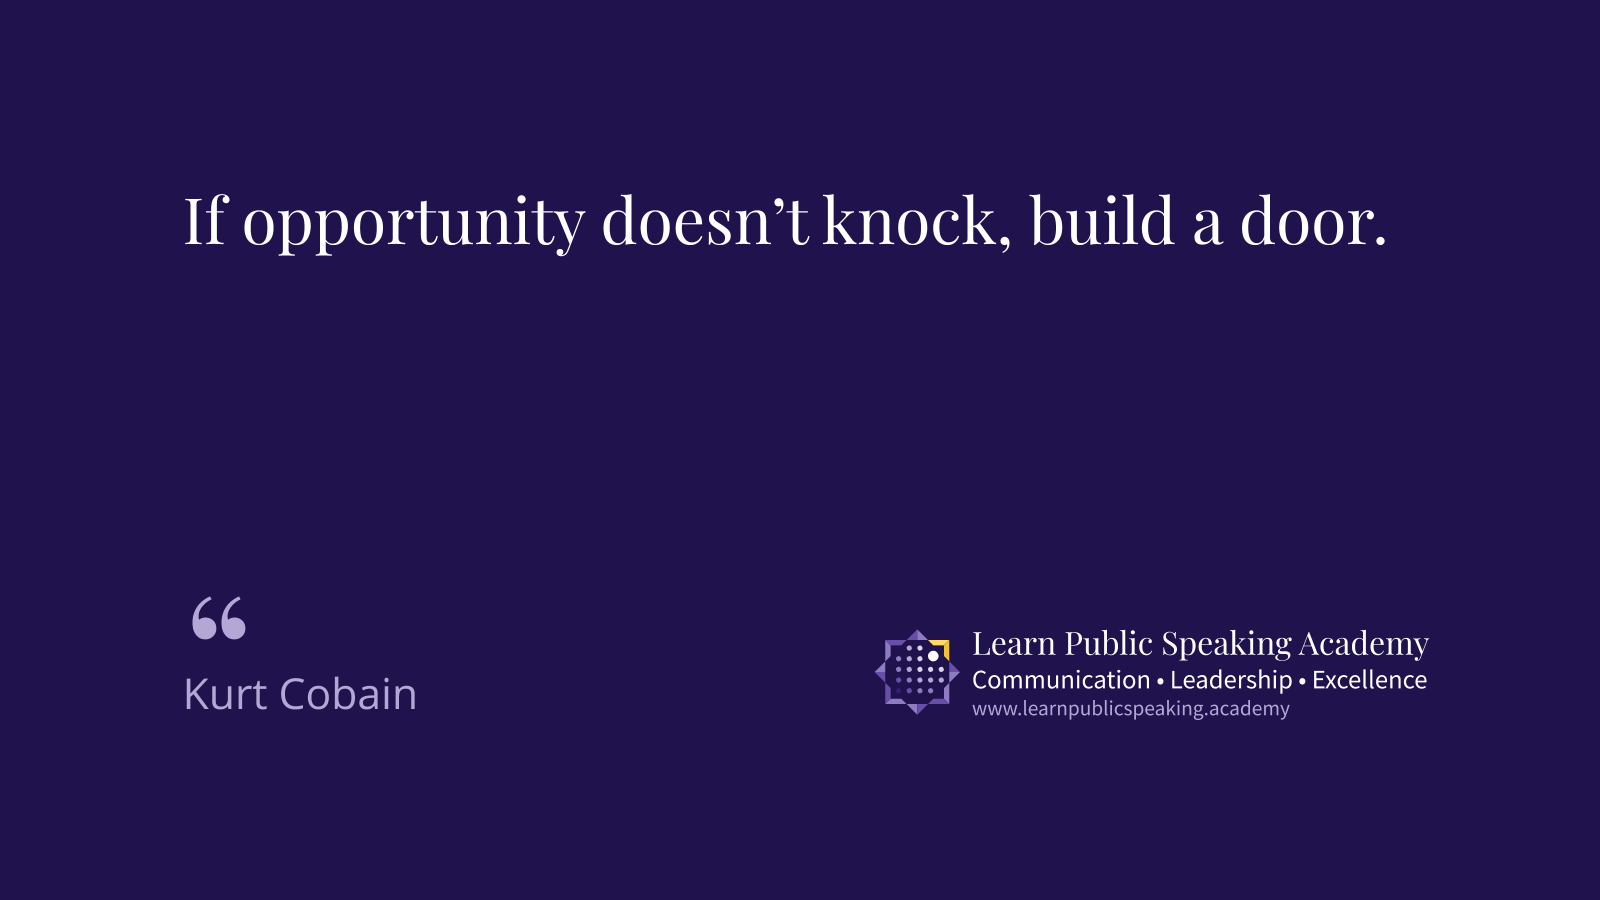 If opportunity doesn’t knock, build a door.
“
Kurt Cobain
Learn Public Speaking Academy
Communication • Leadership • Excellence
www.learnpublicspeaking.academy